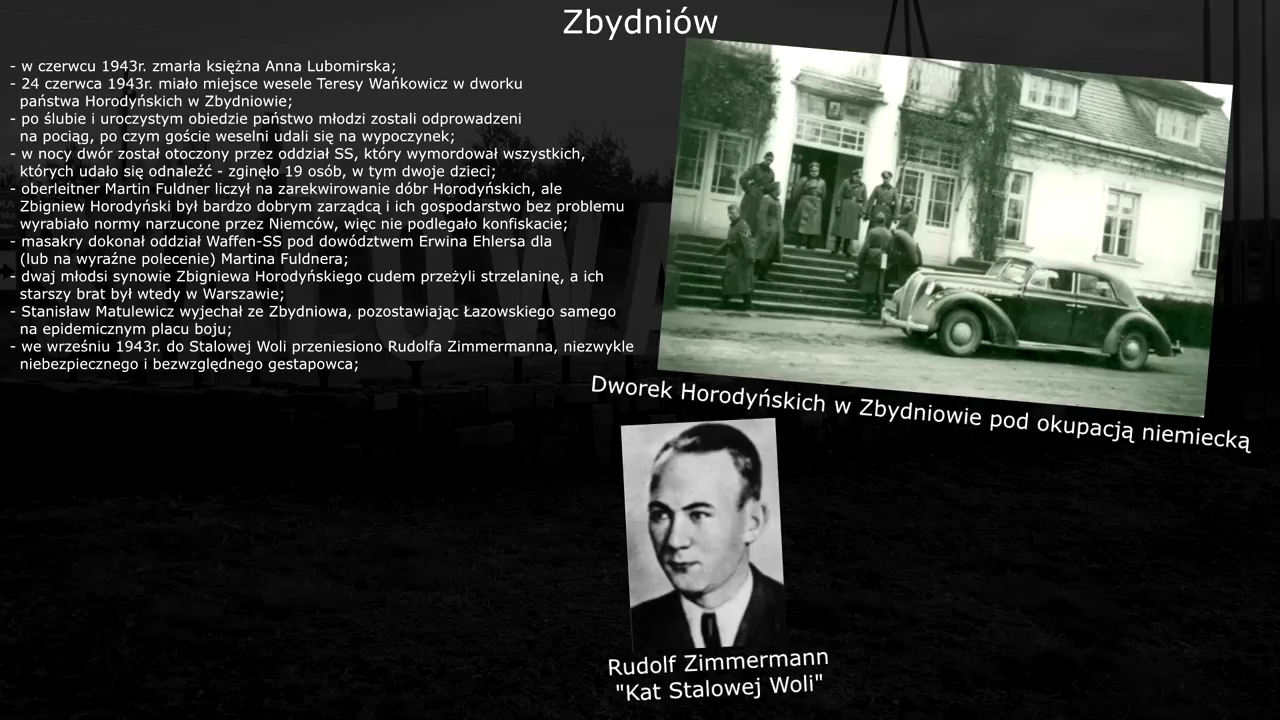 Zbydniów
- w czerwcu 1943r. zmarła księżna Anna Lubomirska;
- 24 czerwca 1943r. miało miejsce wesele Teresy Wańkowicz w dworku
państwa Horodyńskich w Zbydniowie;
- po ślubie i uroczystym obiedzie państwo młodzi zostali odprowadzeni
na pociąg, po czym goście weselni udali się na wypoczynek;
- w nocy dwór został otoczony przez oddział SS, który wymordował wszystkich,
których udało się odnaleźć - zginęło 19 osób, w tym dwoje dzieci;
- oberleitner Martin Fuldner liczył na zarekwirowanie dóbr Horodyńskich, ale
Zbigniew Horodyński był bardzo dobrym zarządcą i ich gospodarstwo bez problemu
wyrabiało normy narzucone przez Niemców, więc nie podlegało konfiskacie;
- masakry dokonał oddział Waffen-SS pod dowództwem Erwina Ehlersa dla
(lub na wyraźne polecenie) Martina Fuldnera;
- dwaj młodsi synowie Zbigniewa Horodyńskiego cudem przeżyli strzelaninę, a ich
starszy brat był wtedy w Warszawie;
- Stanisław Matulewicz wyjechał ze Zbydniowa, pozostawiając Łazowskiego samego
na epidemicznym placu boju;
- we wrześniu 1943r. do Stalowej Woli przeniesiono Rudolfa Zimmermanna, niezwykle
niebezpiecznego i bezwzględnego gestapowca;
Dworek Horodyńskich w Zbydniowie pod okupacją niemiecką
Rudolf Zimmermann
"Kat Stalowej Woli"